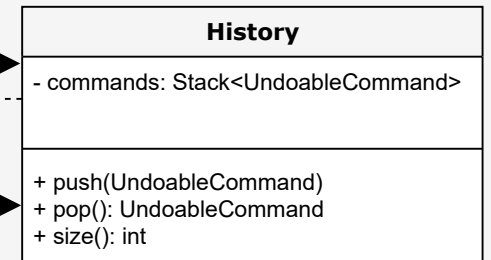 History
- commands: Stack<UndoableCommand>
+ push(UndoableCommand)
+ pop(): UndoableCommand
+ size(): int